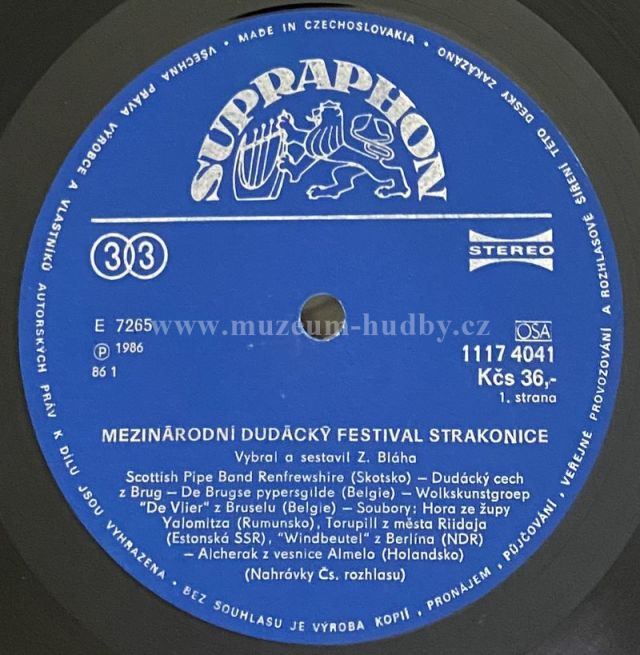 VŠECHNA PRÁVA VÝROBCE A VLASTNÍKŮ AUTORSKÝCH PRÁV K DÍLU JSOU VYHRAZENA · BEZ SOUHLASU JE VÝROBA KOPIÍ, PRONÁJEM, PŮJČOVÁNÍ, VEŘEJNÉ PROVOZOVÁNÍ A ROZHLASOVÉ ŠÍŘENÍ TÉTO DESKY ZAKÁZÁNO · MADE IN CZECHOSLOVAKIA ·
SUPRAPHON
33
STEREO
www.muzeum-hudby.cz
E 7265
OSA
Ⓟ 1986
1117 4041
86 1
Kčs 36,-
1. strana
MEZINÁRODNÍ DUDÁCKÝ FESTIVAL STRAKONICE
Vybral a sestavil Z. Bláha
Scottish Pipe Band Renfrewshire (Skotsko) – Dudácký cech
z Brug – De Brugse pypersgilde (Belgie) – Wolkskunstgroep
"De Vlier" z Bruselu (Belgie) – Soubory: Hora ze župy
Yalomitza (Rumunsko), Torupill z města Riidaja
(Estonská SSR), "Windbeutel" z Berlína (NDR)
– Alcherak z vesnice Almelo (Holandsko)
(Nahrávky Čs. rozhlasu)